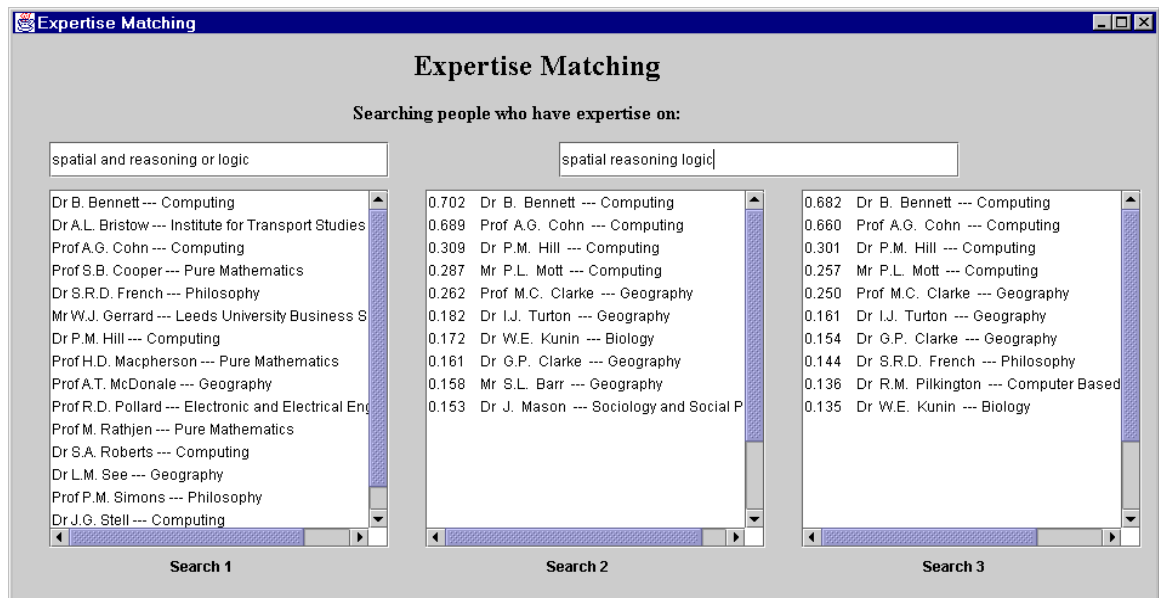 Expertise Matching
Expertise Matching
Searching people who have expertise on:
spatial and reasoning or logic
spatial reasoning logic
Dr B. Bennett --- Computing
Dr A.L. Bristow --- Institute for Transport Studies
Prof A.G. Cohn --- Computing
Prof S.B. Cooper --- Pure Mathematics
Dr S.R.D. French --- Philosophy
Mr W.J. Gerrard --- Leeds University Business S
Dr P.M. Hill --- Computing
Prof H.D. Macpherson --- Pure Mathematics
Prof A.T. McDonale --- Geography
Prof R.D. Pollard --- Electronic and Electrical Eng
Prof M. Rathjen --- Pure Mathematics
Dr S.A. Roberts --- Computing
Dr L.M. See --- Geography
Prof P.M. Simons --- Philosophy
Dr J.G. Stell --- Computing
Search 1
0.702 Dr B. Bennett --- Computing
0.689 Prof A.G. Cohn --- Computing
0.309 Dr P.M. Hill --- Computing
0.287 Mr P.L. Mott --- Computing
0.262 Prof M.C. Clarke --- Geography
0.182 Dr I.J. Turton --- Geography
0.172 Dr W.E. Kunin --- Biology
0.161 Dr G.P. Clarke --- Geography
0.158 Mr S.L. Barr --- Geography
0.153 Dr J. Mason --- Sociology and Social P
Search 2
0.682 Dr B. Bennett --- Computing
0.660 Prof A.G. Cohn --- Computing
0.301 Dr P.M. Hill --- Computing
0.257 Mr P.L. Mott --- Computing
0.250 Prof M.C. Clarke --- Geography
0.161 Dr I.J. Turton --- Geography
0.154 Dr G.P. Clarke --- Geography
0.144 Dr S.R.D. French --- Philosophy
0.136 Dr R.M. Pilkington --- Computer Based
0.135 Dr W.E. Kunin --- Biology
Search 3